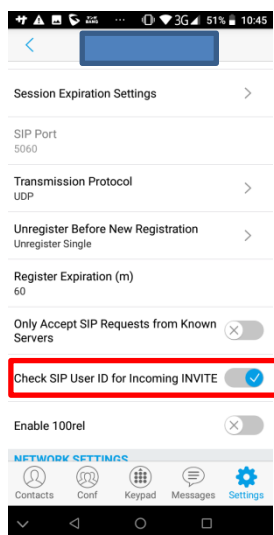 3G 51% 10:45
Session Expiration Settings
SIP Port
5060
Transmission Protocol
UDP
Unregister Before New Registration
Unregister Single
Register Expiration (m)
60
Only Accept SIP Requests from Known
Servers
Check SIP User ID for Incoming INVITE
Enable 100rel
NETWORK SETTINGS
Contacts Conf Keypad Messages Settings